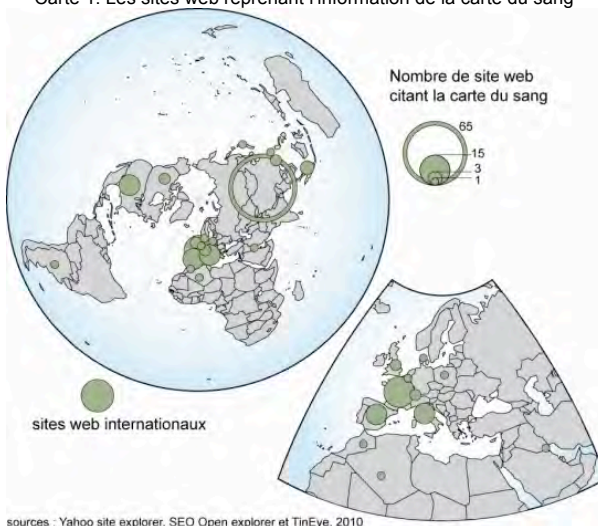 Carte 1. Les sites web reprenant l'information de la carte du sang
Nombre de site web
citant la carte du sang
65
15
3
1
sites web internationaux
sources : Yahoo site explorer, SEO Open explorer et TinEye, 2010